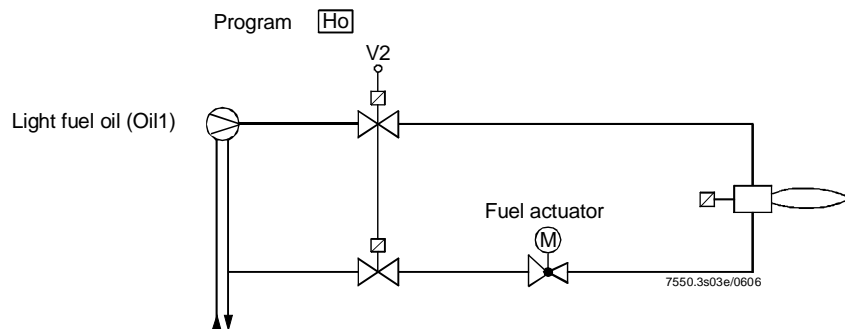 Program Ho
V2
Light fuel oil (Oil1)
Fuel actuator
M
7550.3s03e/0606